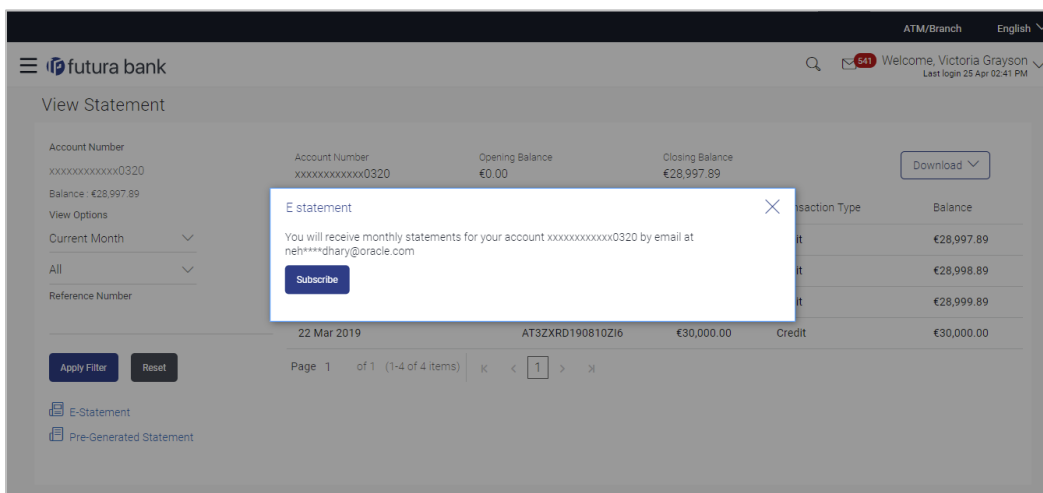 ATM/Branch English
futura bank
541 Welcome, Victoria Grayson
Last login 25 Apr 02:41 PM
View Statement
Account Number
xxxxxxxxxxxx0320
Balance : €28,997.89
View Options
Current Month
All
Reference Number
Apply Filter Reset
E-Statement
Pre-Generated Statement
Account Number Opening Balance Closing Balance
xxxxxxxxxxxx0320 €0.00 €28,997.89
Download
Balance
€28,997.89
€28,998.89
€28,999.89
E statement
You will receive monthly statements for your account xxxxxxxxxxxx0320 by email at
neh****dhary@oracle.com
Subscribe
22 Mar 2019 AT3ZXRD190810ZI6 €30,000.00 Credit €30,000.00
Page 1 of 1 (1-4 of 4 items) 1